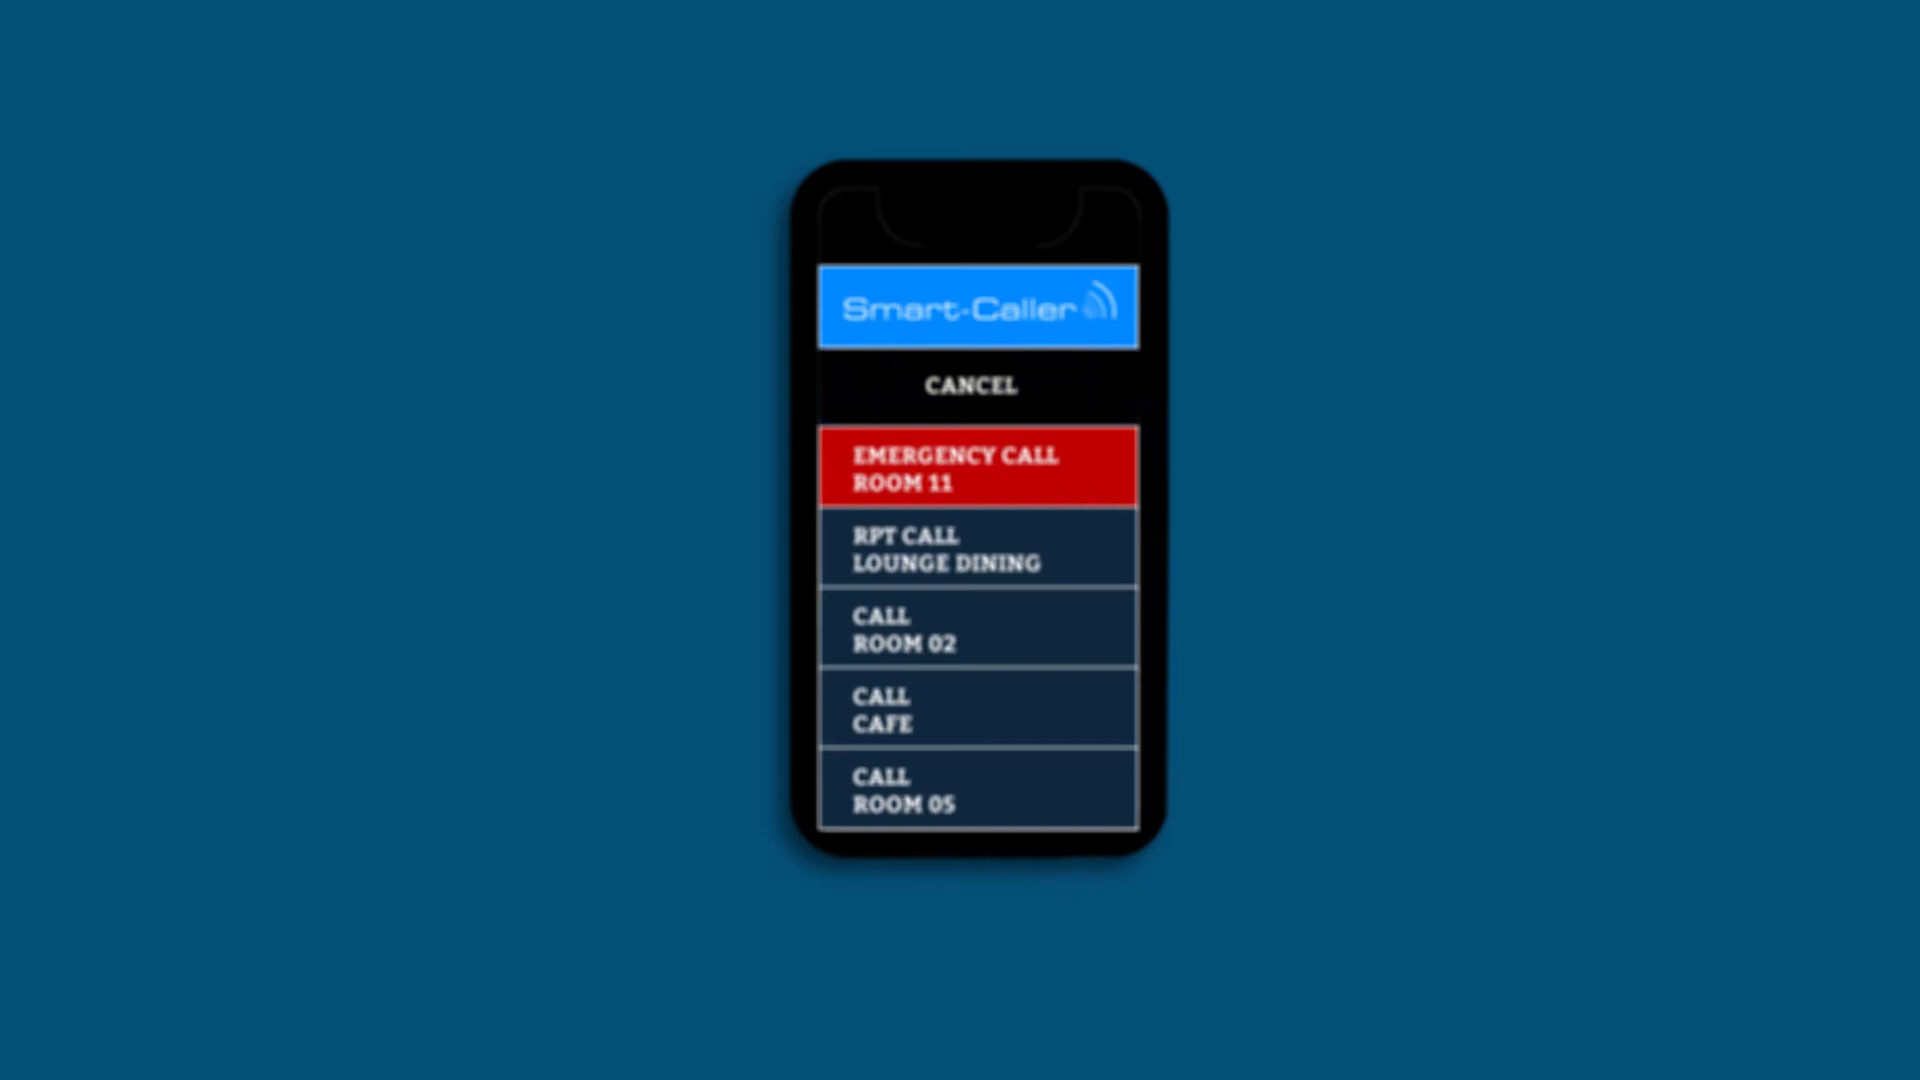 Smart-Caller
CANCEL
EMERGENCY CALL
ROOM 11
RPT CALL
LOUNGE DINING
CALL
ROOM 02
CALL
CAFE
CALL
ROOM 05